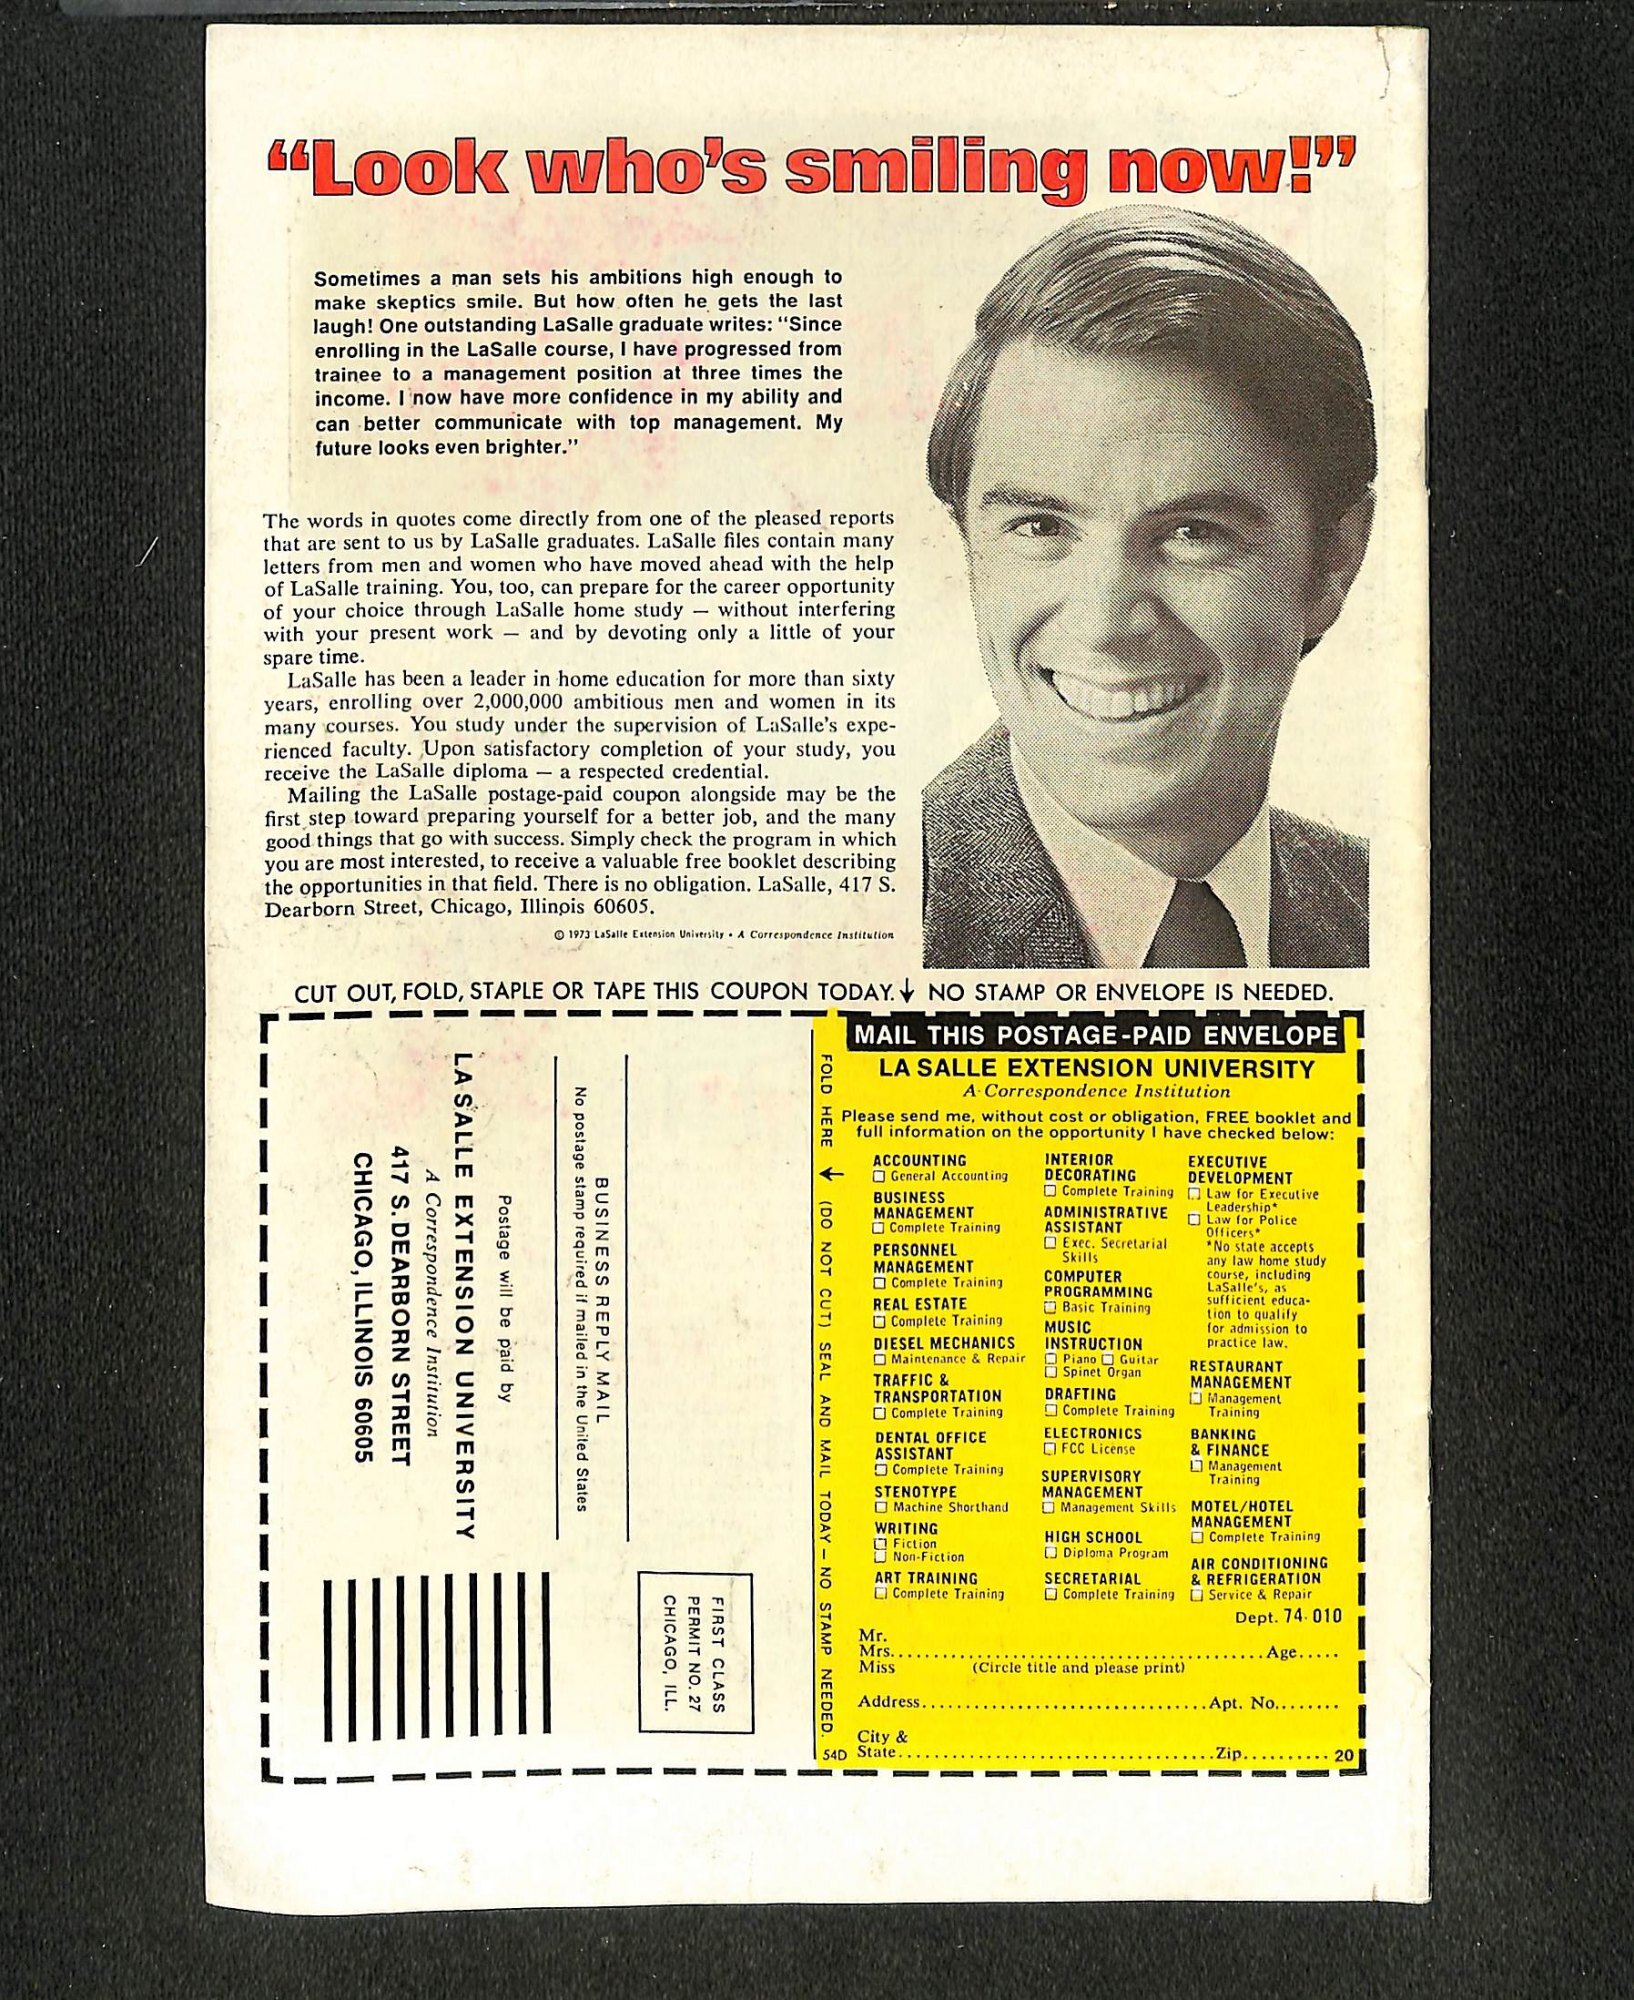 “Look who’s smiling now!”
Sometimes a man sets his ambitions high enough to
make skeptics smile. But how often he gets the last
laugh! One outstanding LaSalle graduate writes: “Since
enrolling in the LaSalle course, I have progressed from
trainee to a management position at three times the
income. I now have more confidence in my ability and
can better communicate with top management. My
future looks even brighter.”
The words in quotes come directly from one of the pleased reports
that are sent to us by LaSalle graduates. LaSalle files contain many
letters from men and women who have moved ahead with the help
of LaSalle training. You, too, can prepare for the career opportunity
of your choice through LaSalle home study — without interfering
with your present work — and by devoting only a little of your
spare time.
LaSalle has been a leader in home education for more than sixty
years, enrolling over 2,000,000 ambitious men and women in its
many courses. You study under the supervision of LaSalle’s expe-
rienced faculty. Upon satisfactory completion of your study, you
receive the LaSalle diploma — a respected credential.
Mailing the LaSalle postage-paid coupon alongside may be the
first step toward preparing yourself for a better job, and the many
good things that go with success. Simply check the program in which
you are most interested, to receive a valuable free booklet describing
the opportunities in that field. There is no obligation. LaSalle, 417 S.
Dearborn Street, Chicago, Illinois 60605.
© 1973 LaSalle Extension University • A Correspondence Institution
CUT OUT, FOLD, STAPLE OR TAPE THIS COUPON TODAY.↓ NO STAMP OR ENVELOPE IS NEEDED.
FIRST CLASS
PERMIT NO. 27
CHICAGO, ILL.
BUSINESS REPLY MAIL
No postage stamp required if mailed in the United States
Postage will be paid by
LA SALLE EXTENSION UNIVERSITY
A Correspondence Institution
417 S. DEARBORN STREET
CHICAGO, ILLINOIS 60605
FOLD HERE ↓ (DO NOT CUT) SEAL AND MAIL TODAY — NO STAMP NEEDED.
MAIL THIS POSTAGE-PAID ENVELOPE
LA SALLE EXTENSION UNIVERSITY
A Correspondence Institution
Please send me, without cost or obligation, FREE booklet and
full information on the opportunity I have checked below:
ACCOUNTING
☐ General Accounting
BUSINESS
MANAGEMENT
☐ Complete Training
PERSONNEL
MANAGEMENT
☐ Complete Training
REAL ESTATE
☐ Complete Training
DIESEL MECHANICS
☐ Maintenance & Repair
TRAFFIC &
TRANSPORTATION
☐ Complete Training
DENTAL OFFICE
ASSISTANT
☐ Complete Training
STENOTYPE
☐ Machine Shorthand
WRITING
☐ Fiction
☐ Non-Fiction
ART TRAINING
☐ Complete Training
INTERIOR
DECORATING
☐ Complete Training
ADMINISTRATIVE
ASSISTANT
☐ Exec. Secretarial
Skills
COMPUTER
PROGRAMMING
☐ Basic Training
MUSIC
INSTRUCTION
☐ Piano ☐ Guitar
☐ Spinet Organ
DRAFTING
☐ Complete Training
ELECTRONICS
☐ FCC License
SUPERVISORY
MANAGEMENT
☐ Management Skills
HIGH SCHOOL
☐ Diploma Program
SECRETARIAL
☐ Complete Training
EXECUTIVE
DEVELOPMENT
☐ Law for Executive
Leadership*
☐ Law for Police
Officers*
*No state accepts
any law home study
course, including
LaSalle’s, as
sufficient educa-
tion to qualify
for admission to
practice law.
RESTAURANT
MANAGEMENT
☐ Management
Training
BANKING
& FINANCE
☐ Management
Training
MOTEL/HOTEL
MANAGEMENT
☐ Complete Training
AIR CONDITIONING
& REFRIGERATION
☐ Service & Repair
Dept. 74-010
Mr.
Mrs. Age
Miss (Circle title and please print)
Address Apt. No.
City &
State Zip 20
54D